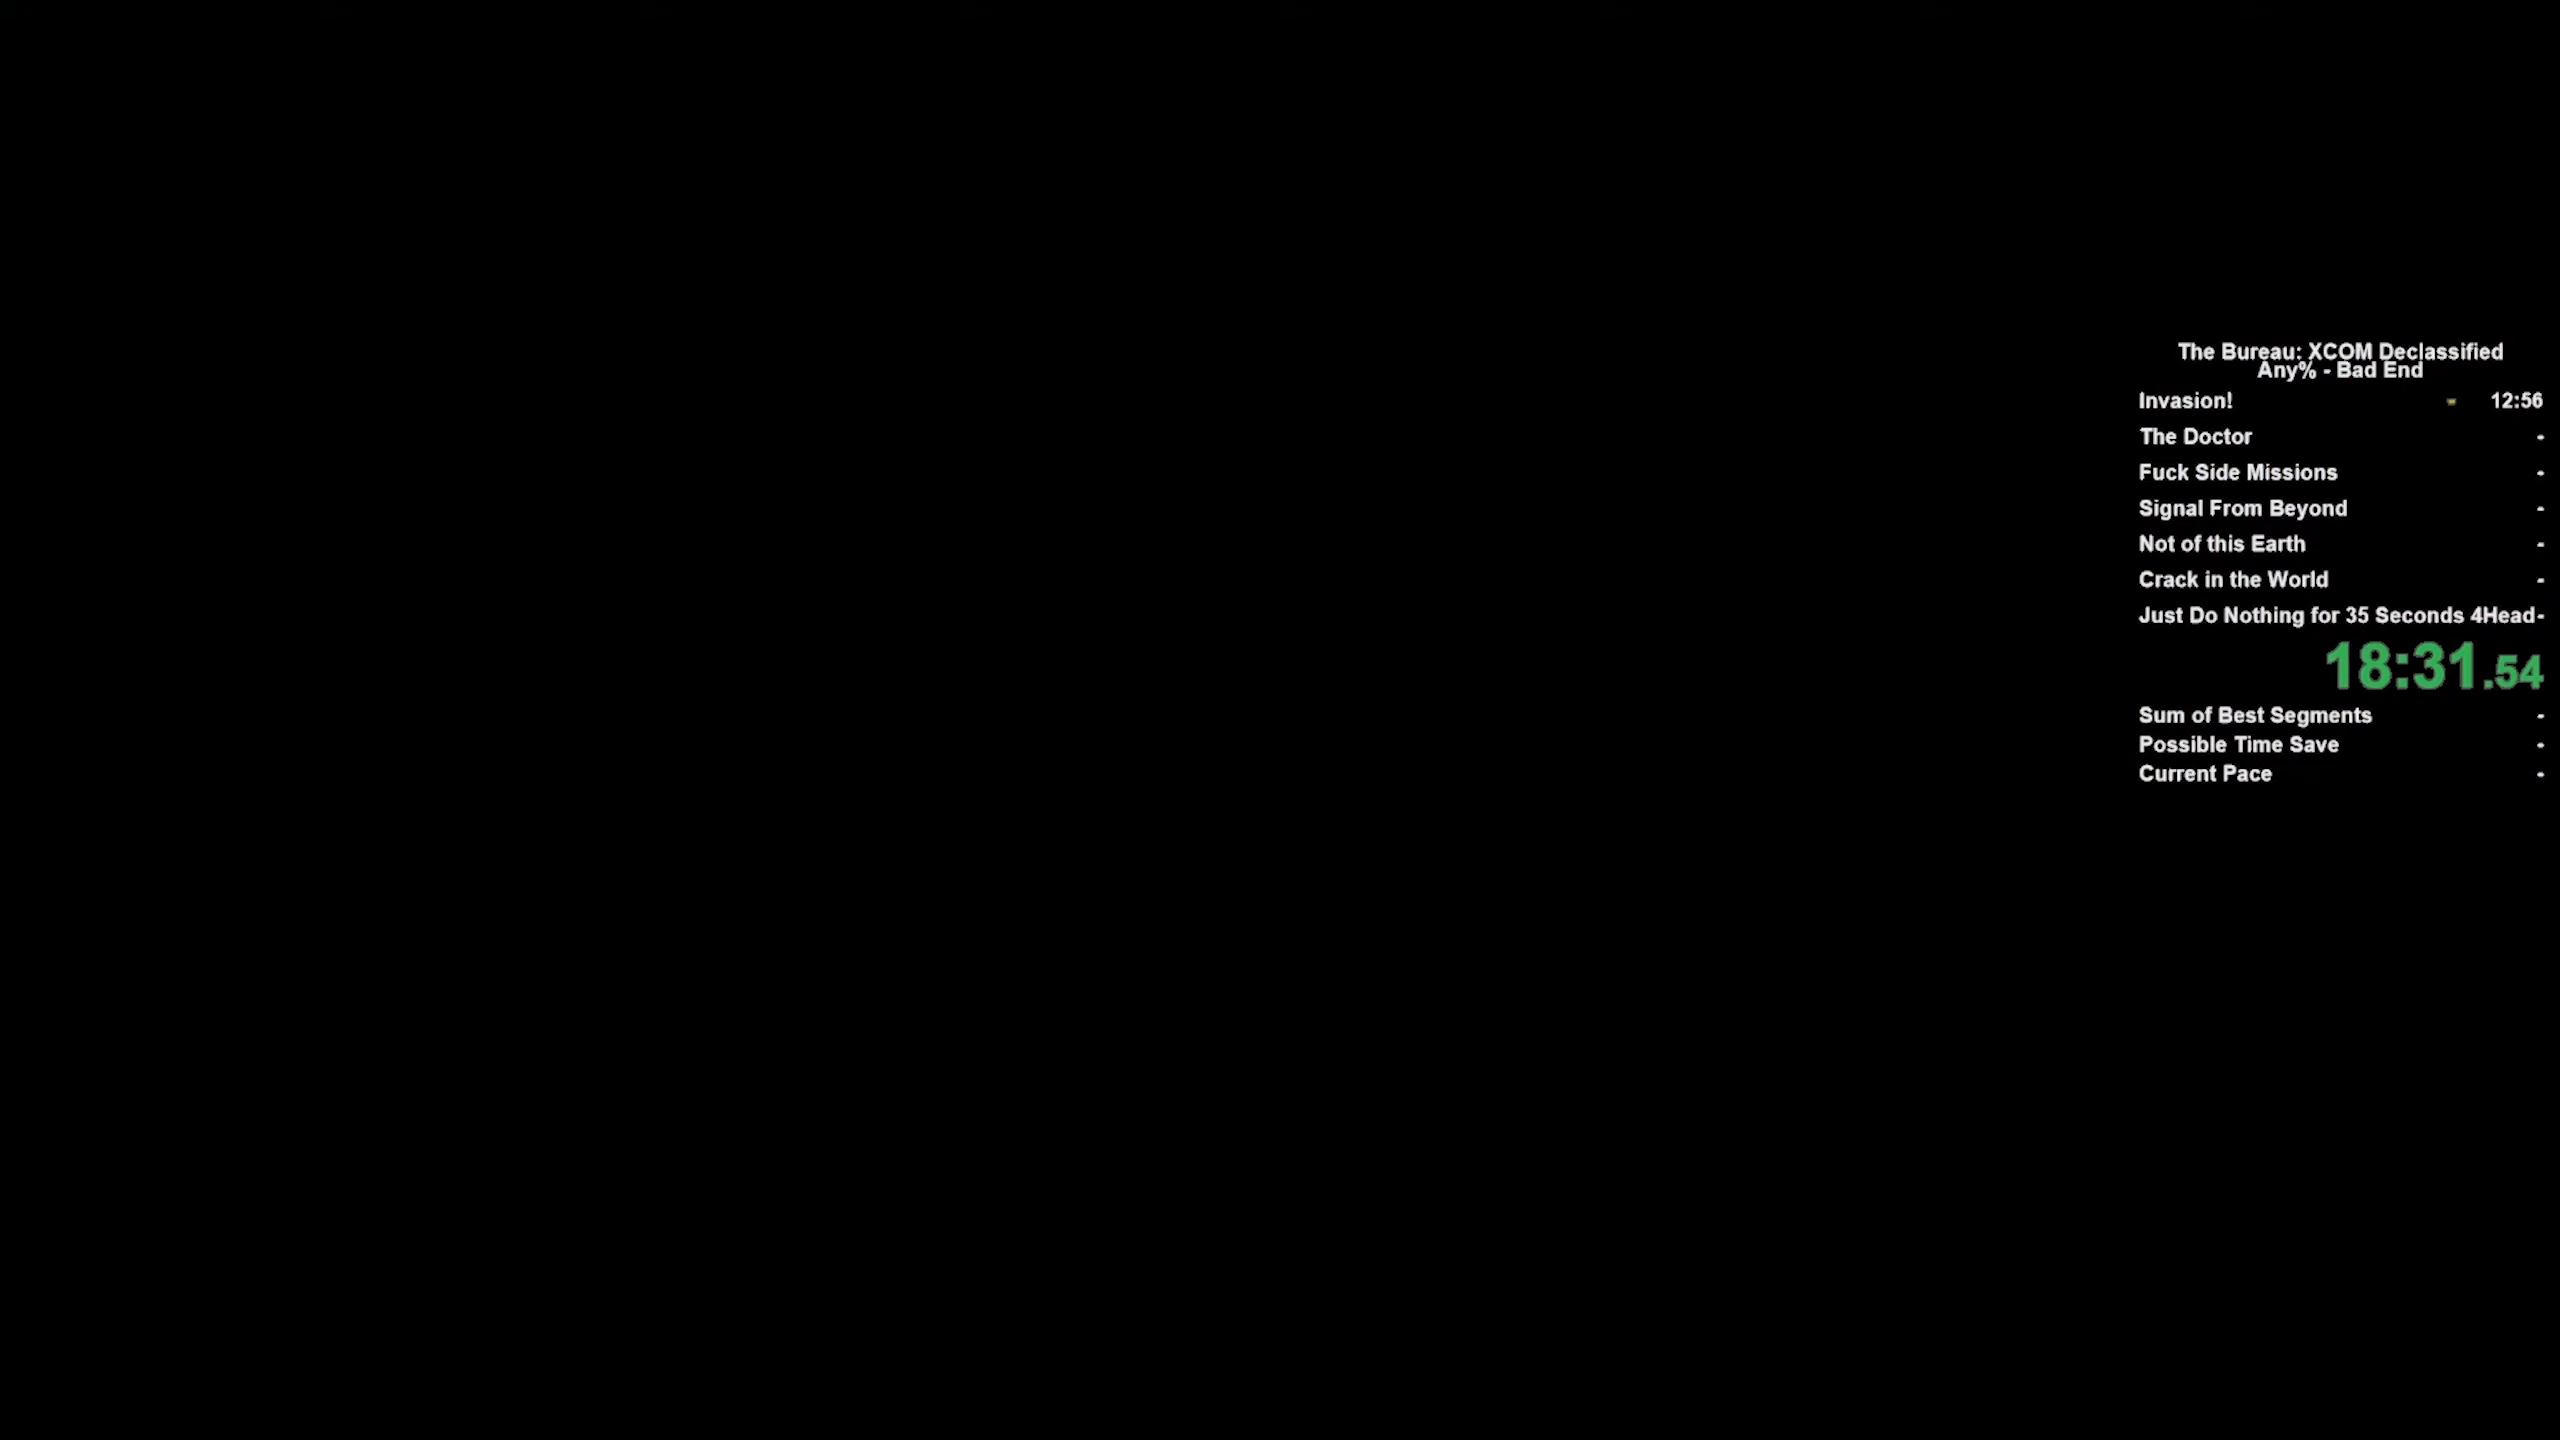 The Bureau: XCOM Declassified
Any% - Bad End
Invasion! - 12:56
The Doctor -
Fuck Side Missions -
Signal From Beyond -
Not of this Earth -
Crack in the World -
Just Do Nothing for 35 Seconds 4Head-
18:31.54
Sum of Best Segments -
Possible Time Save -
Current Pace -